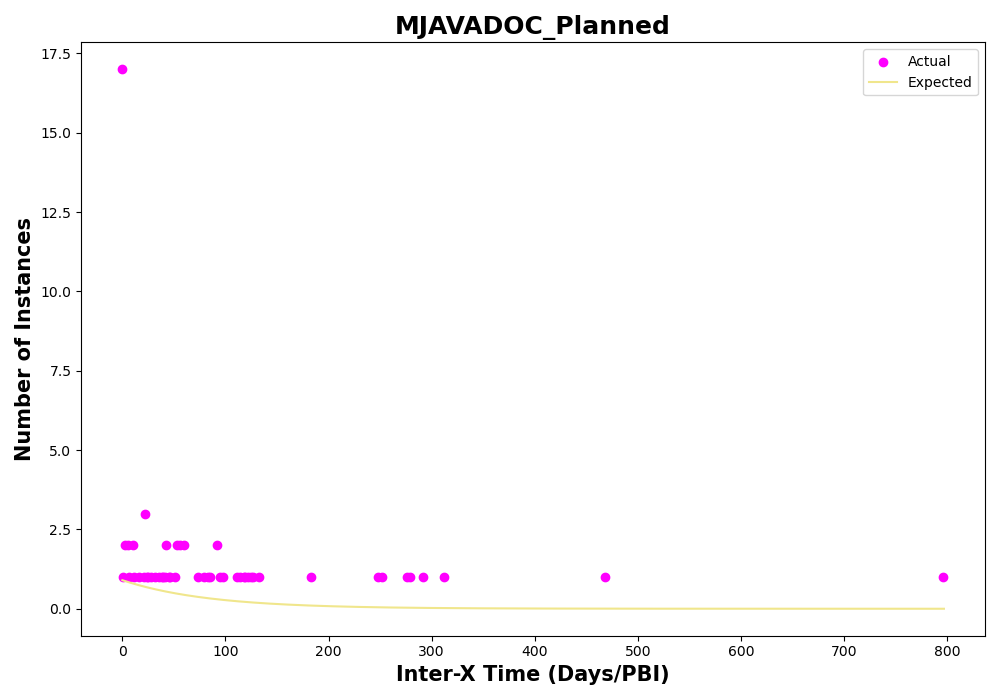 MJAVADOC_Planned
Actual
Expected
17.5
15.0
12.5
10.0
7.5
5.0
2.5
0.0
Number of Instances
0 100 200 300 400 500 600 700 800
Inter-X Time (Days/PBI)